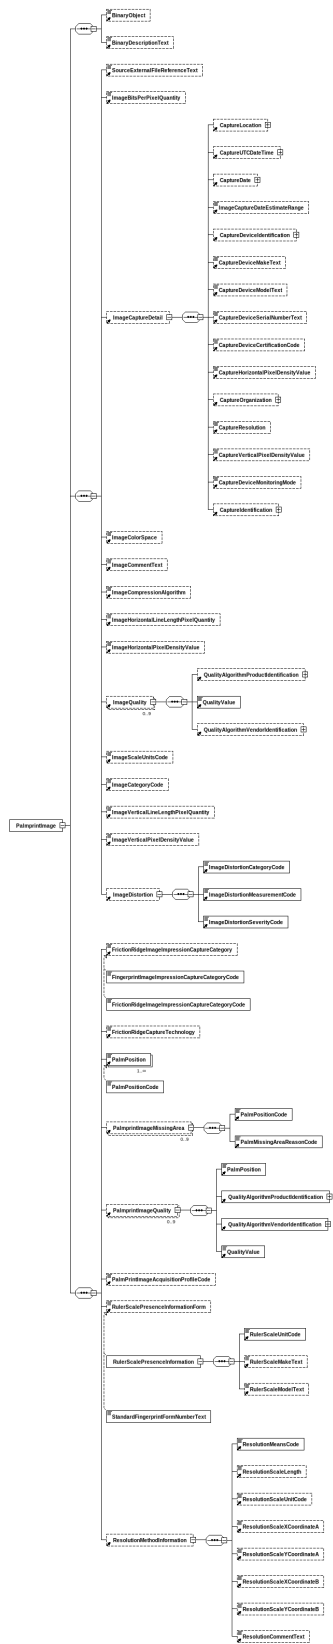 BinaryObject
BinaryDescriptionText
SourceExternalFileReferenceText
ImageBitsPerPixelQuantity
CaptureLocation
CaptureUTCDateTime
CaptureDate
ImageCaptureDateEstimateRange
CaptureDeviceIdentification
CaptureDeviceMakeText
CaptureDeviceModelText
ImageCaptureDetail
CaptureDeviceSerialNumberText
CaptureDeviceCertificationCode
CaptureHorizontalPixelDensityValue
CaptureOrganization
CaptureResolution
CaptureVerticalPixelDensityValue
CaptureDeviceMonitoringMode
CaptureIdentification
ImageColorSpace
ImageCommentText
ImageCompressionAlgorithm
ImageHorizontalLineLengthPixelQuantity
ImageHorizontalPixelDensityValue
QualityAlgorithmProductIdentification
ImageQuality
QualityValue
0..9
QualityAlgorithmVendorIdentification
ImageScaleUnitsCode
ImageCategoryCode
ImageVerticalLineLengthPixelQuantity
PalmprintImage
ImageVerticalPixelDensityValue
ImageDistortionCategoryCode
ImageDistortion
ImageDistortionMeasurementCode
ImageDistortionSeverityCode
FrictionRidgeImageImpressionCaptureCategory
FingerprintImageImpressionCaptureCategoryCode
FrictionRidgeImageImpressionCaptureCategoryCode
FrictionRidgeCaptureTechnology
PalmPosition
1..∞
PalmPositionCode
PalmPositionCode
PalmprintImageMissingArea
0..9
PalmMissingAreaReasonCode
PalmPosition
QualityAlgorithmProductIdentification
PalmprintImageQuality
0..9
QualityAlgorithmVendorIdentification
QualityValue
PalmPrintImageAcquisitionProfileCode
RulerScalePresenceInformationForm
RulerScaleUnitCode
RulerScalePresenceInformation
RulerScaleMakeText
RulerScaleModelText
StandardFingerprintFormNumberText
ResolutionMeansCode
ResolutionScaleLength
ResolutionScaleUnitCode
ResolutionScaleXCoordinateA
ResolutionMethodInformation
ResolutionScaleYCoordinateA
ResolutionScaleXCoordinateB
ResolutionScaleYCoordinateB
ResolutionCommentText